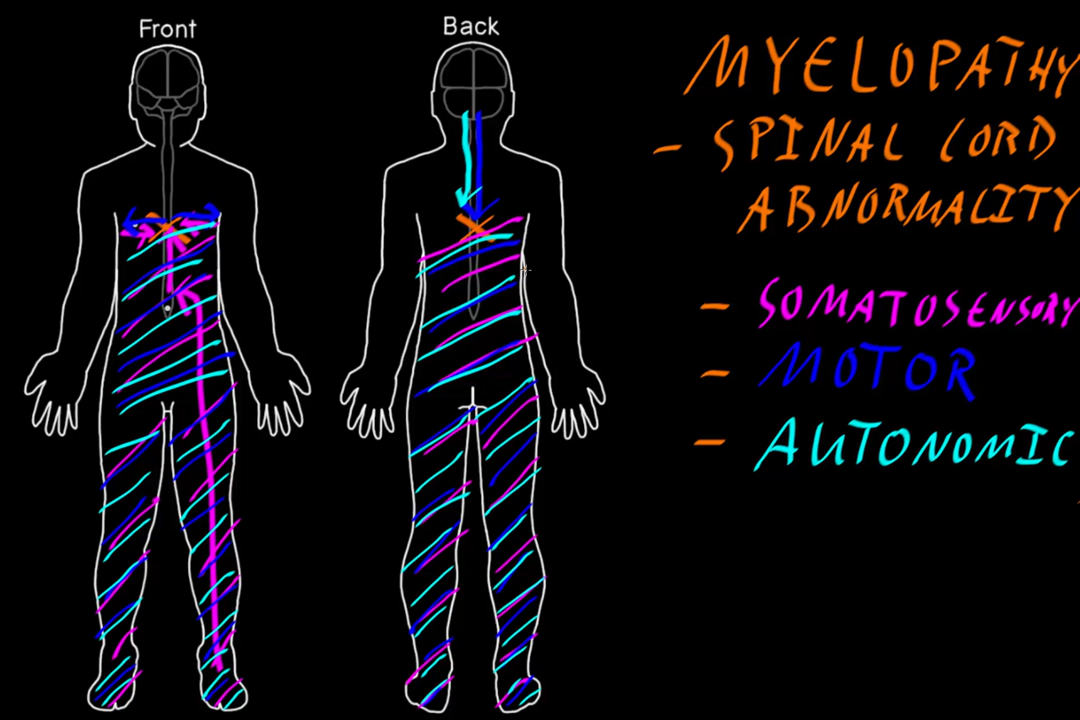 Front
Back
MYELOPATHY
- SPINAL CORD
ABNORMALITY
- SOMATOSENSORY
- MOTOR
- AUTONOMIC